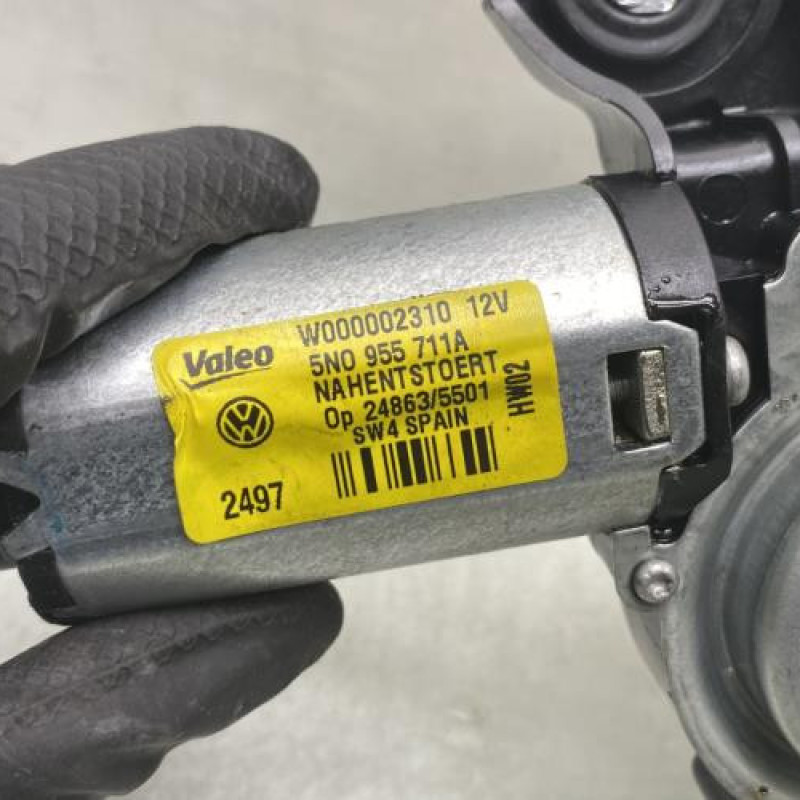 Valeo
W000002310 12V
5N0 955 711A
NAHENTSTOERT
Op 24863/5501
SW4 SPAIN
HW02
2497